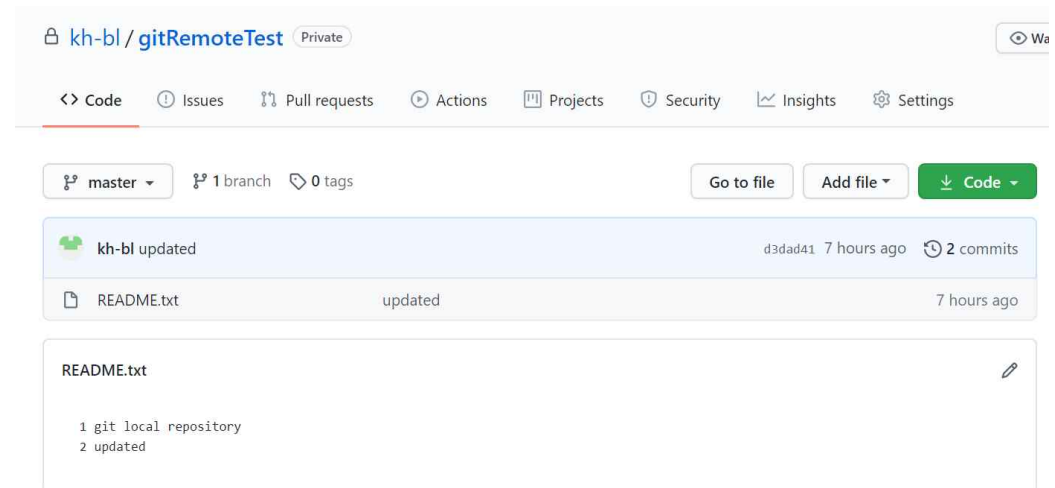 kh-bl / gitRemoteTest Private
Code Issues Pull requests Actions Projects Security Insights Settings
master 1 branch 0 tags Go to file Add file Code
kh-bl updated d3dad41 7 hours ago 2 commits
README.txt updated 7 hours ago
README.txt
1 git local repository
2 updated